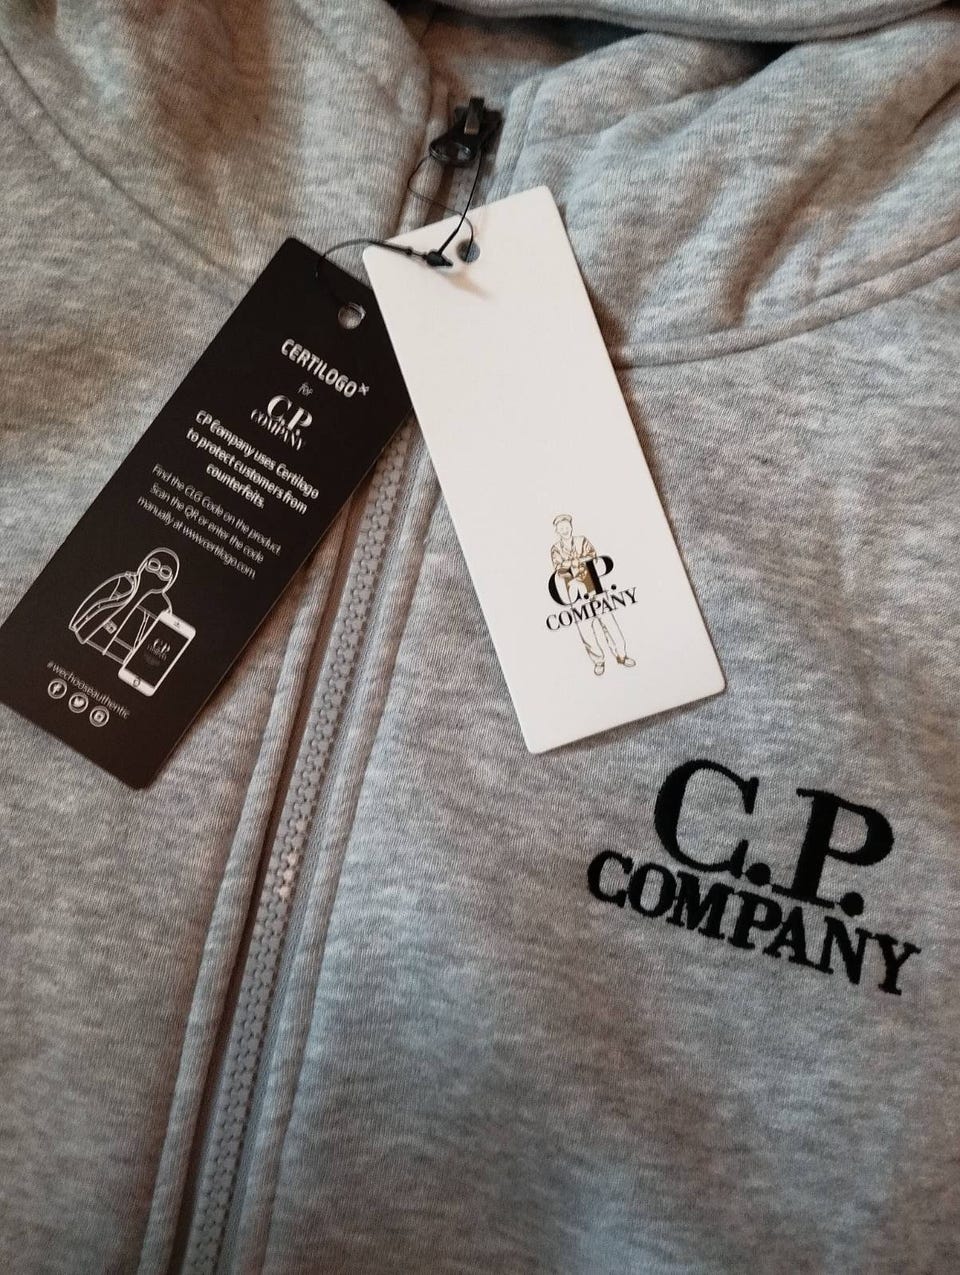 CERTILOGO
for
C.P.
COMPANY
CP Company uses Certilogo
to protect customers from
counterfeits.
Find the CLG Code on the product
Scan the QR or enter the code
manually at www.certilogo.com.
C.P.
COMPANY
#wechooseauthentic
C.P.
COMPANY
C.P.
COMPANY